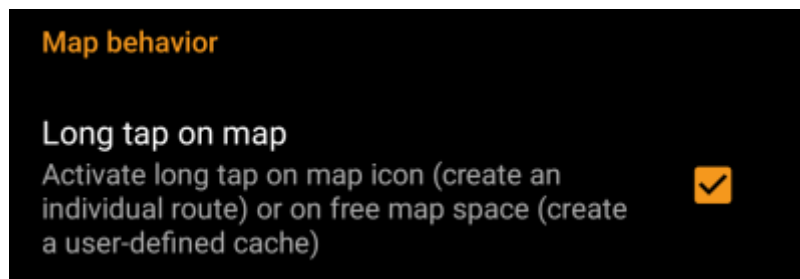 Map behavior
Long tap on map
Activate long tap on map icon (create an
individual route) or on free map space (create
a user-defined cache)